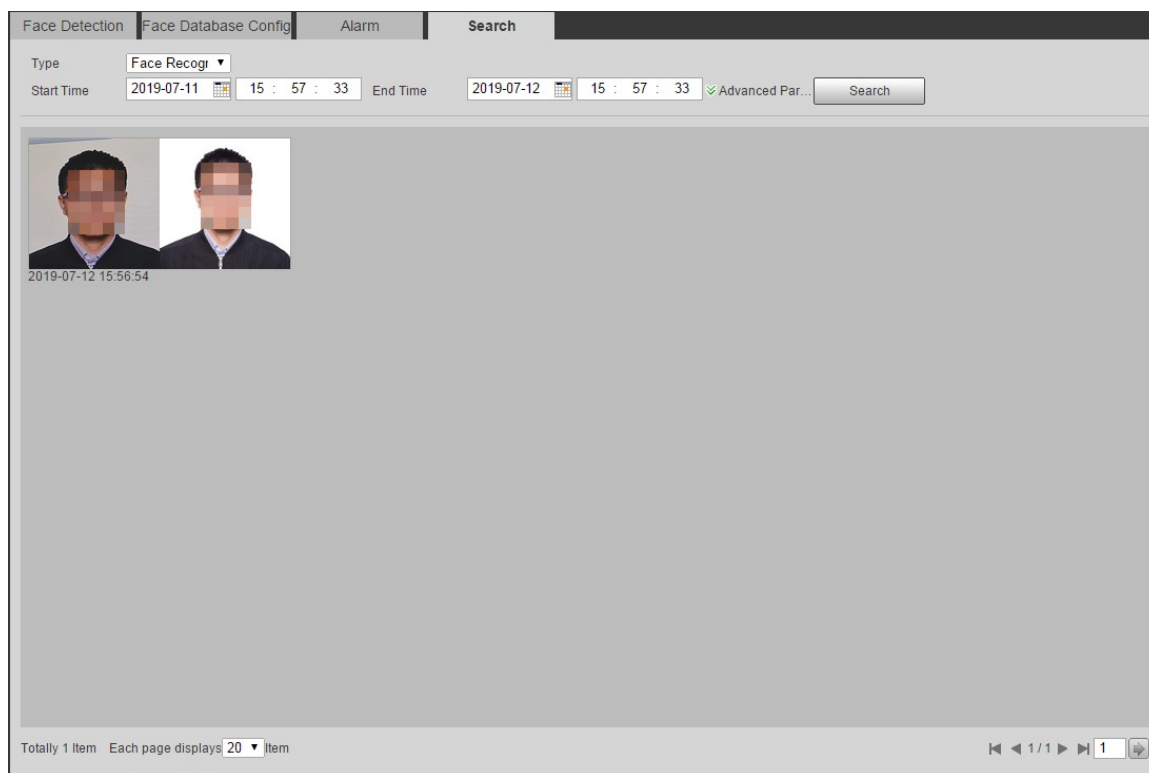 Face Detection Face Database Config Alarm Search
Type Face Recogr
Start Time 2019-07-11 15 : 57 : 33 End Time 2019-07-12 15 : 57 : 33 Advanced Par... Search
2019-07-12 15:56:54
Totally 1 Item Each page displays 20 Item 1 / 1 1